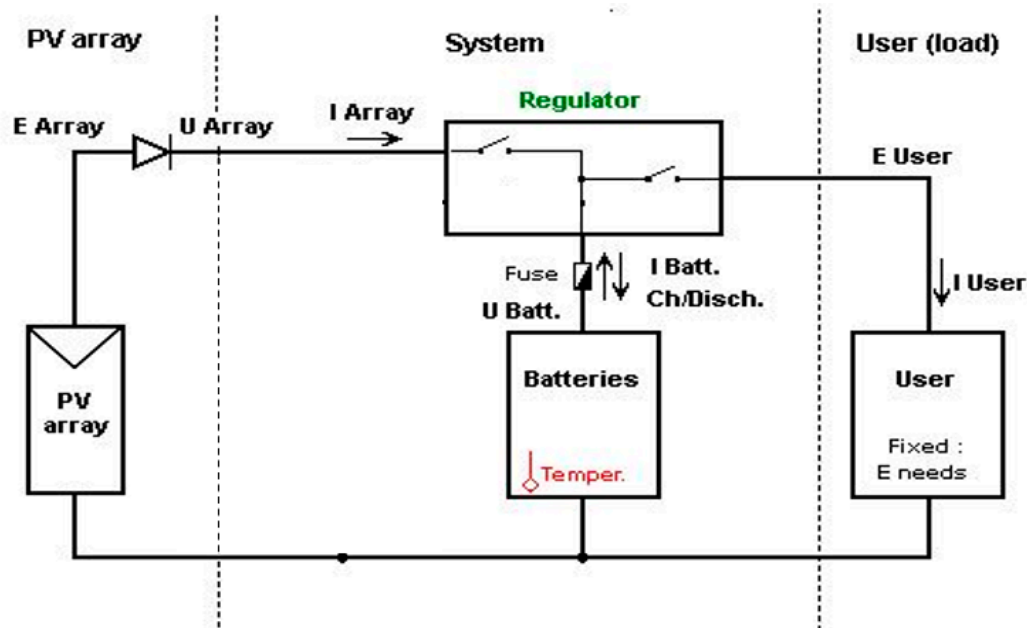 PV array
System
User (load)
Regulator
I Array
E Array
U Array
E User
Fuse
I Batt.
Ch/Disch.
U Batt.
I User
PV
array
Batteries
Temper.
User
Fixed :
E needs